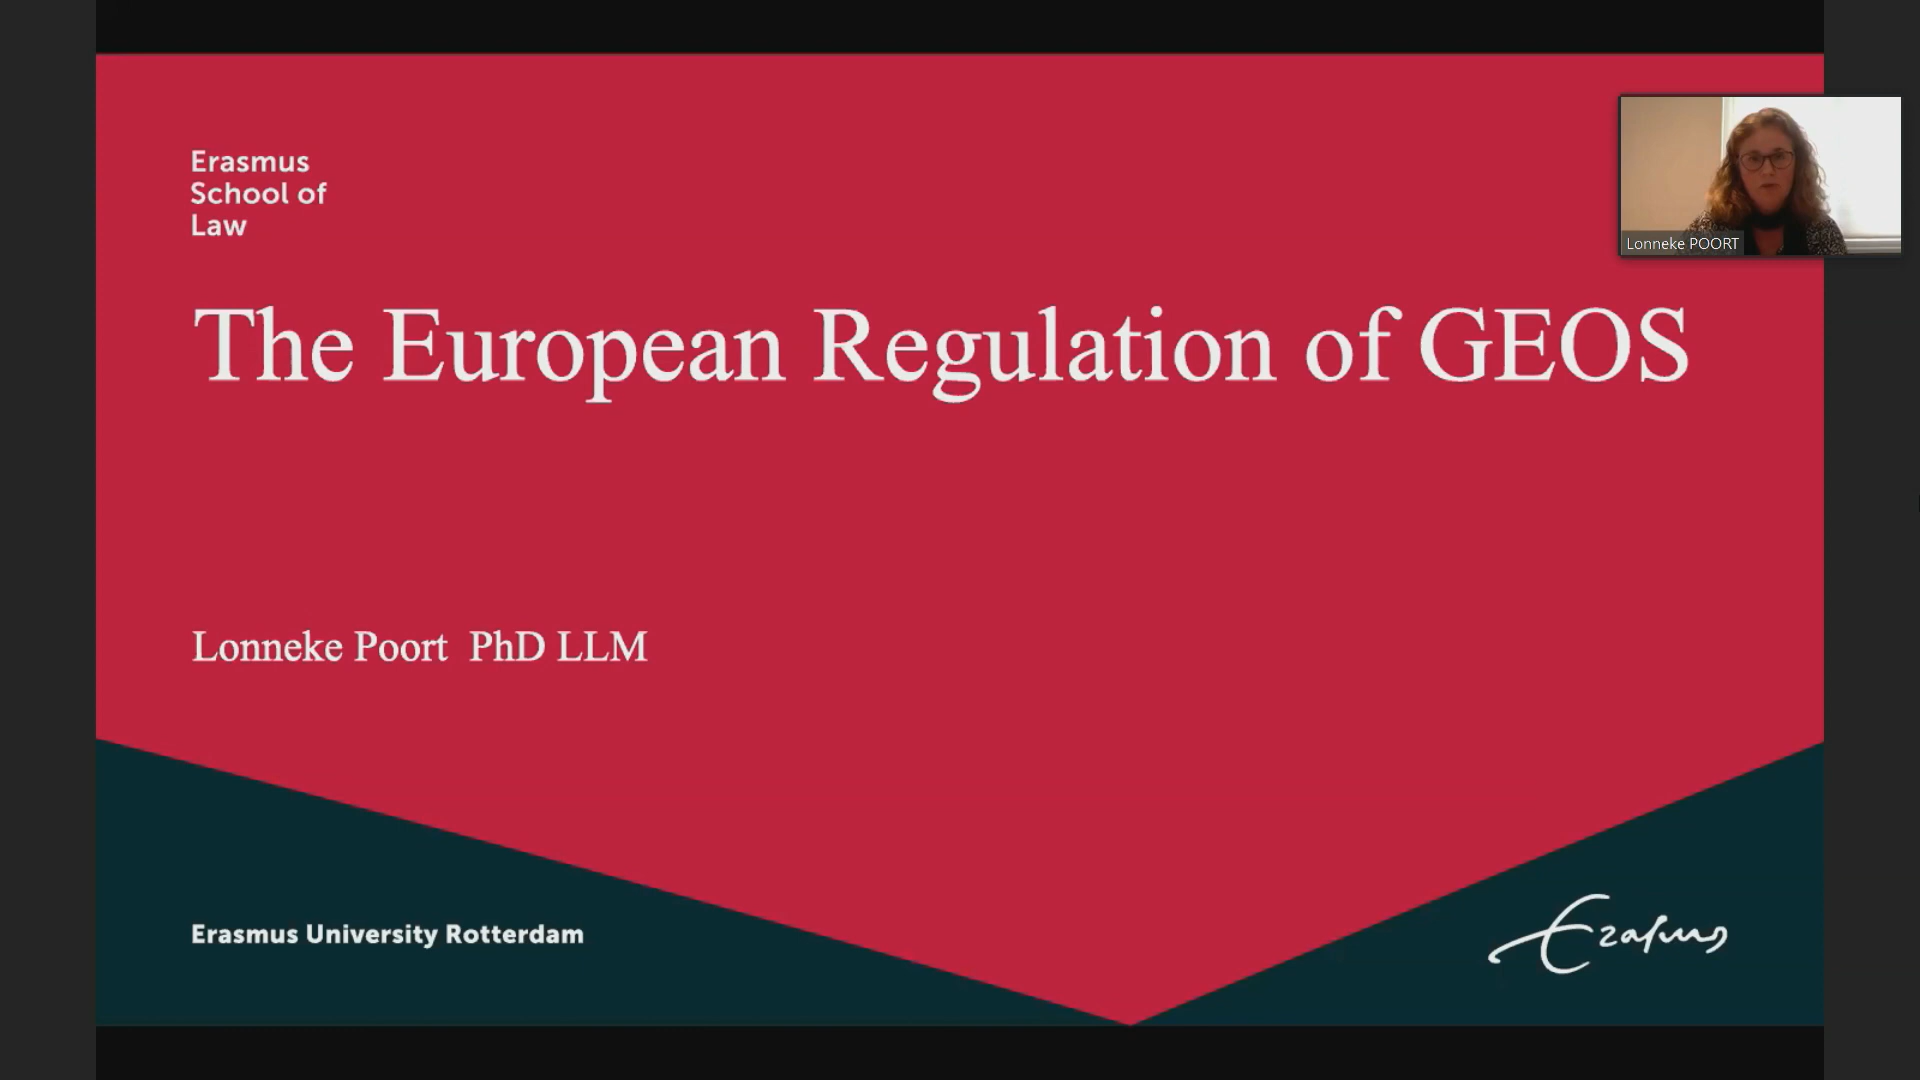 Erasmus
School of
Law
Lonneke POORT
The European Regulation of GEOS
Lonneke Poort PhD LLM
Erasmus University Rotterdam
Erasmus